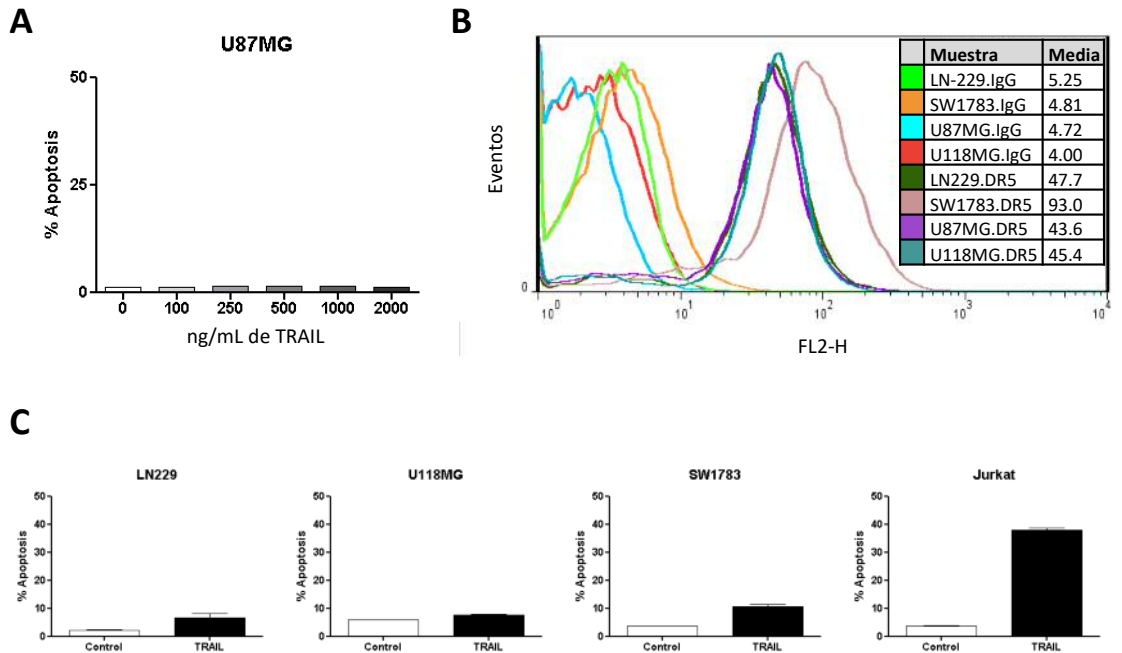 A
U87MG
% Apoptosis
50
25
0
0 100 250 500 1000 2000
ng/mL de TRAIL
B
Eventos
0
10^0 10^1 10^2 10^3 10^4
FL2-H
Muestra Media
LN-229.IgG 5.25
SW1783.IgG 4.81
U87MG.IgG 4.72
U118MG.IgG 4.00
LN229.DR5 47.7
SW1783.DR5 93.0
U87MG.DR5 43.6
U118MG.DR5 45.4
C
LN229
% Apoptosis
50
40
30
20
10
0
Control TRAIL
U118MG
% Apoptosis
50
40
30
20
10
0
Control TRAIL
SW1783
% Apoptosis
50
40
30
20
10
0
Control TRAIL
Jurkat
% Apoptosis
50
40
30
20
10
0
Control TRAIL